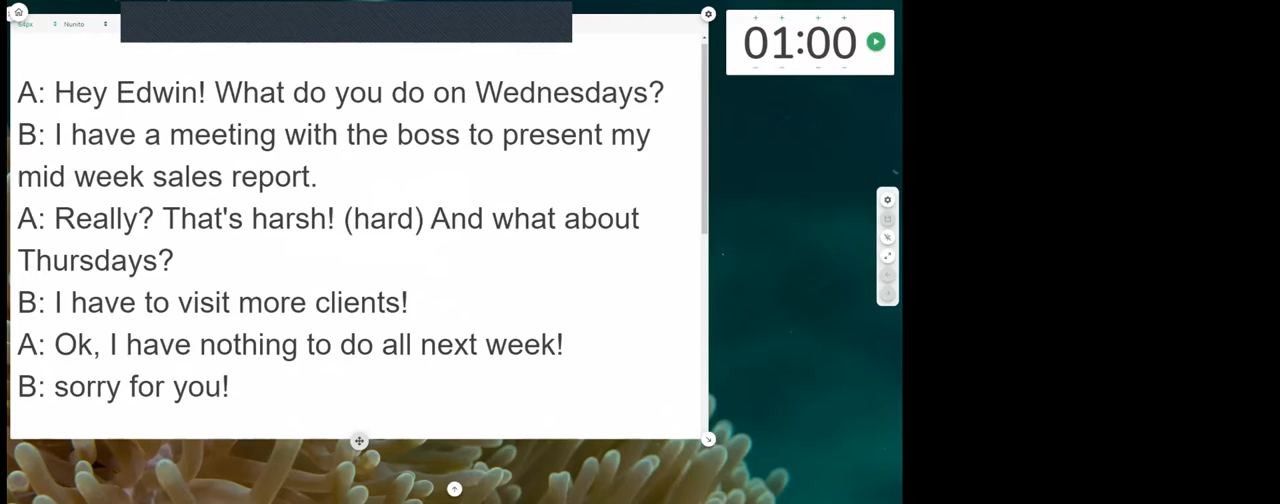 64px Nunito
01:00
A: Hey Edwin! What do you do on Wednesdays?
B: I have a meeting with the boss to present my
mid week sales report.
A: Really? That's harsh! (hard) And what about
Thursdays?
B: I have to visit more clients!
A: Ok, I have nothing to do all next week!
B: sorry for you!